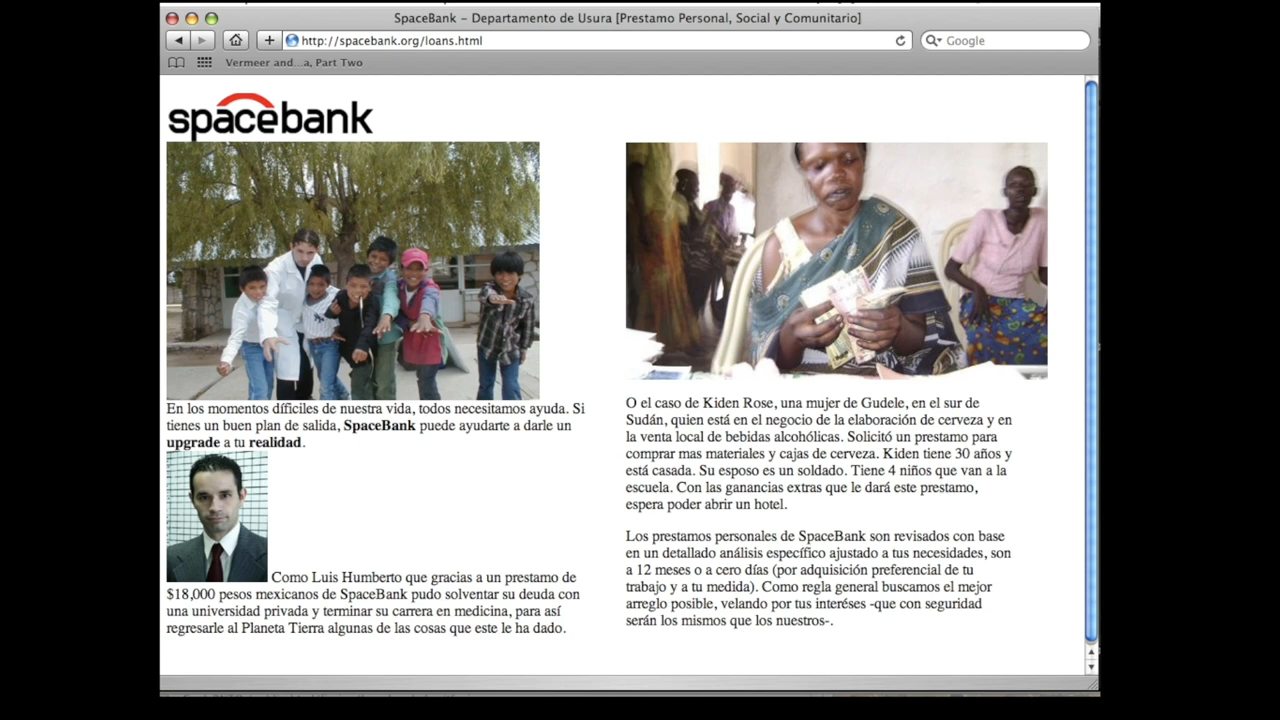 SpaceBank – Departamento de Usura [Prestamo Personal, Social y Comunitario]
http://spacebank.org/loans.html
Google
Vermeer and...a, Part Two
spacebank
En los momentos díficiles de nuestra vida, todos necesitamos ayuda. Si
tienes un buen plan de salida, SpaceBank puede ayudarte a darle un
upgrade a tu realidad.
Como Luis Humberto que gracias a un prestamo de
$18,000 pesos mexicanos de SpaceBank pudo solventar su deuda con
una universidad privada y terminar su carrera en medicina, para así
regresarle al Planeta Tierra algunas de las cosas que este le ha dado.
O el caso de Kiden Rose, una mujer de Gudele, en el sur de
Sudán, quien está en el negocio de la elaboración de cerveza y en
la venta local de bebidas alcohólicas. Solicitó un prestamo para
comprar mas materiales y cajas de cerveza. Kiden tiene 30 años y
está casada. Su esposo es un soldado. Tiene 4 niños que van a la
escuela. Con las ganancias extras que le dará este prestamo,
espera poder abrir un hotel.
Los prestamos personales de SpaceBank son revisados con base
en un detallado análisis específico ajustado a tus necesidades, son
a 12 meses o a cero días (por adquisición preferencial de tu
trabajo y a tu medida). Como regla general buscamos el mejor
arreglo posible, velando por tus interéses -que con seguridad
serán los mismos que los nuestros-.